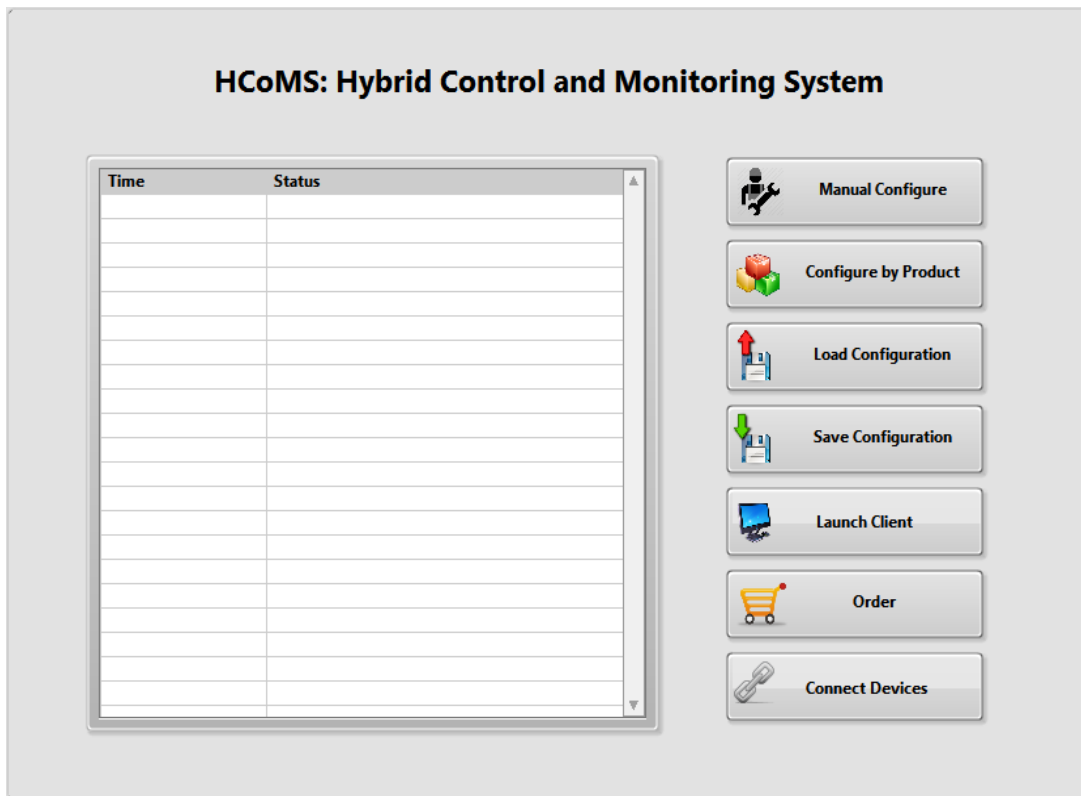 HCoMS: Hybrid Control and Monitoring System
Time Status
Manual Configure
Configure by Product
Load Configuration
Save Configuration
Launch Client
Order
Connect Devices